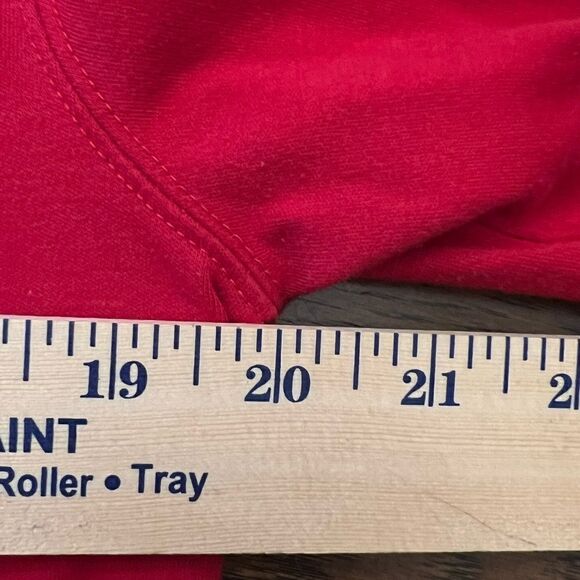 19 20 21 2
AINT
Roller • Tray